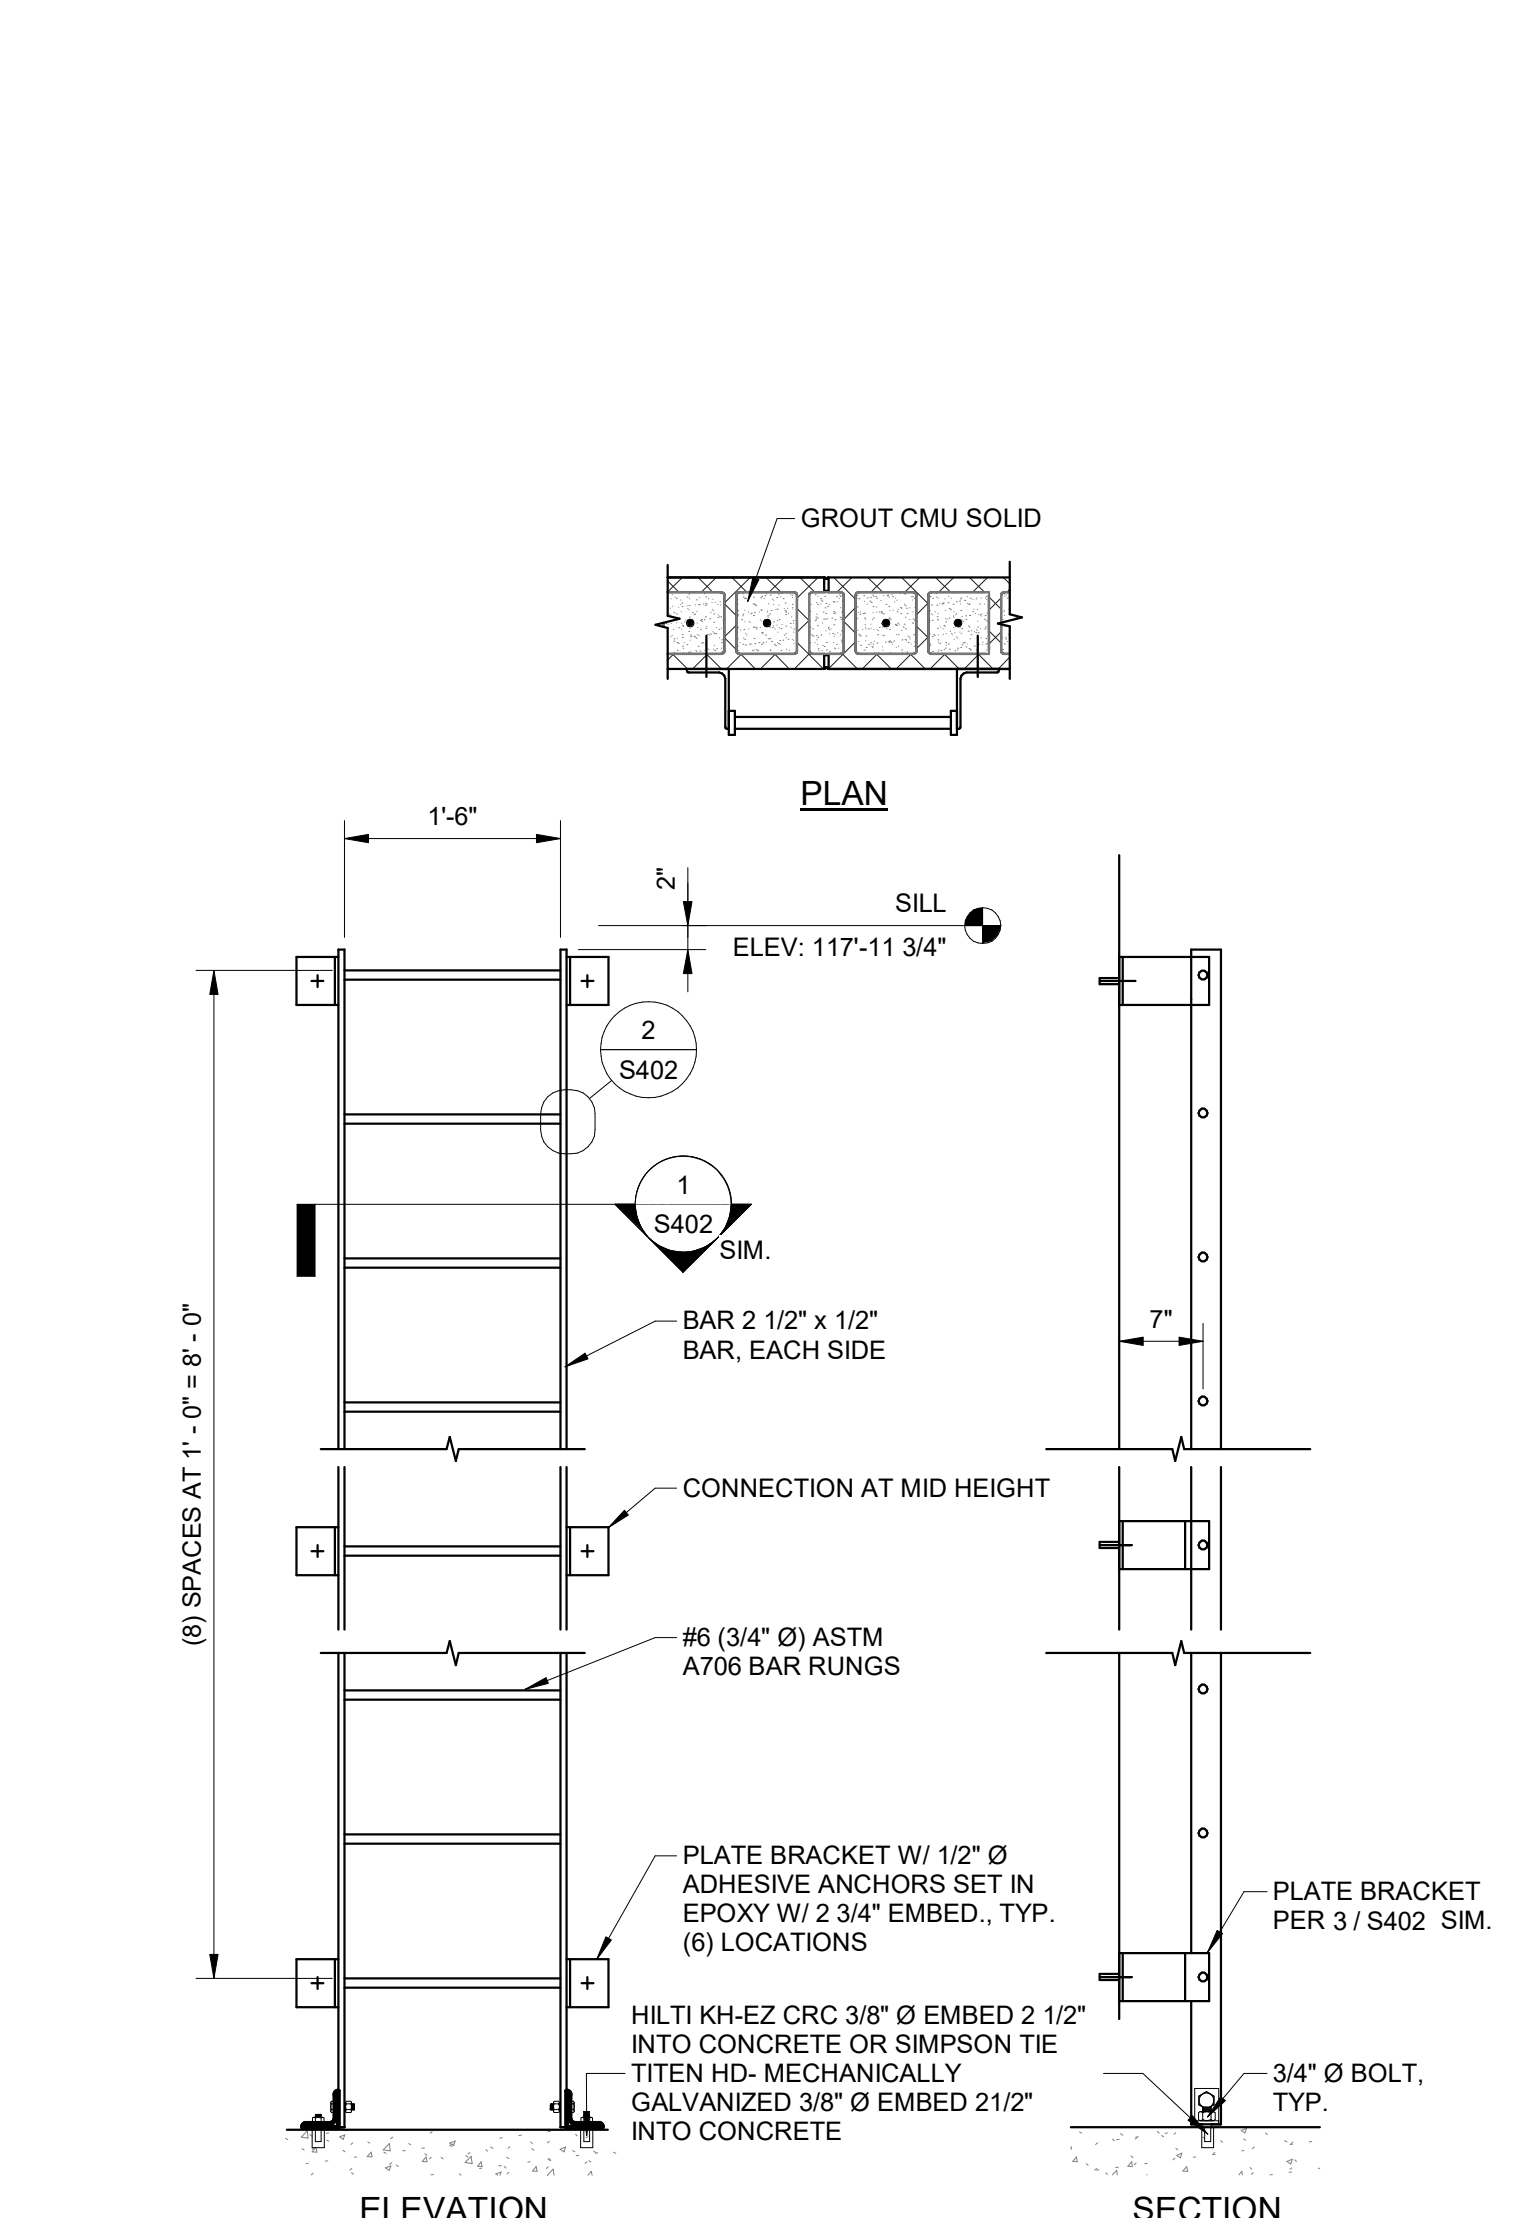 GROUT CMU SOLID
PLAN
1'-6"
2"
SILL
ELEV: 117'-11 3/4"
2
S402
1
S402
SIM.
BAR 2 1/2" x 1/2"
BAR, EACH SIDE
7"
(8) SPACES AT 1' - 0" = 8' - 0"
CONNECTION AT MID HEIGHT
#6 (3/4" Ø) ASTM
A706 BAR RUNGS
PLATE BRACKET W/ 1/2" Ø
ADHESIVE ANCHORS SET IN
EPOXY W/ 2 3/4" EMBED., TYP.
(6) LOCATIONS
PLATE BRACKET
PER 3 / S402 SIM.
HILTI KH-EZ CRC 3/8" Ø EMBED 2 1/2"
INTO CONCRETE OR SIMPSON TIE
TITEN HD- MECHANICALLY
GALVANIZED 3/8" Ø EMBED 21/2"
INTO CONCRETE
3/4" Ø BOLT,
TYP.
ELEVATION
SECTION